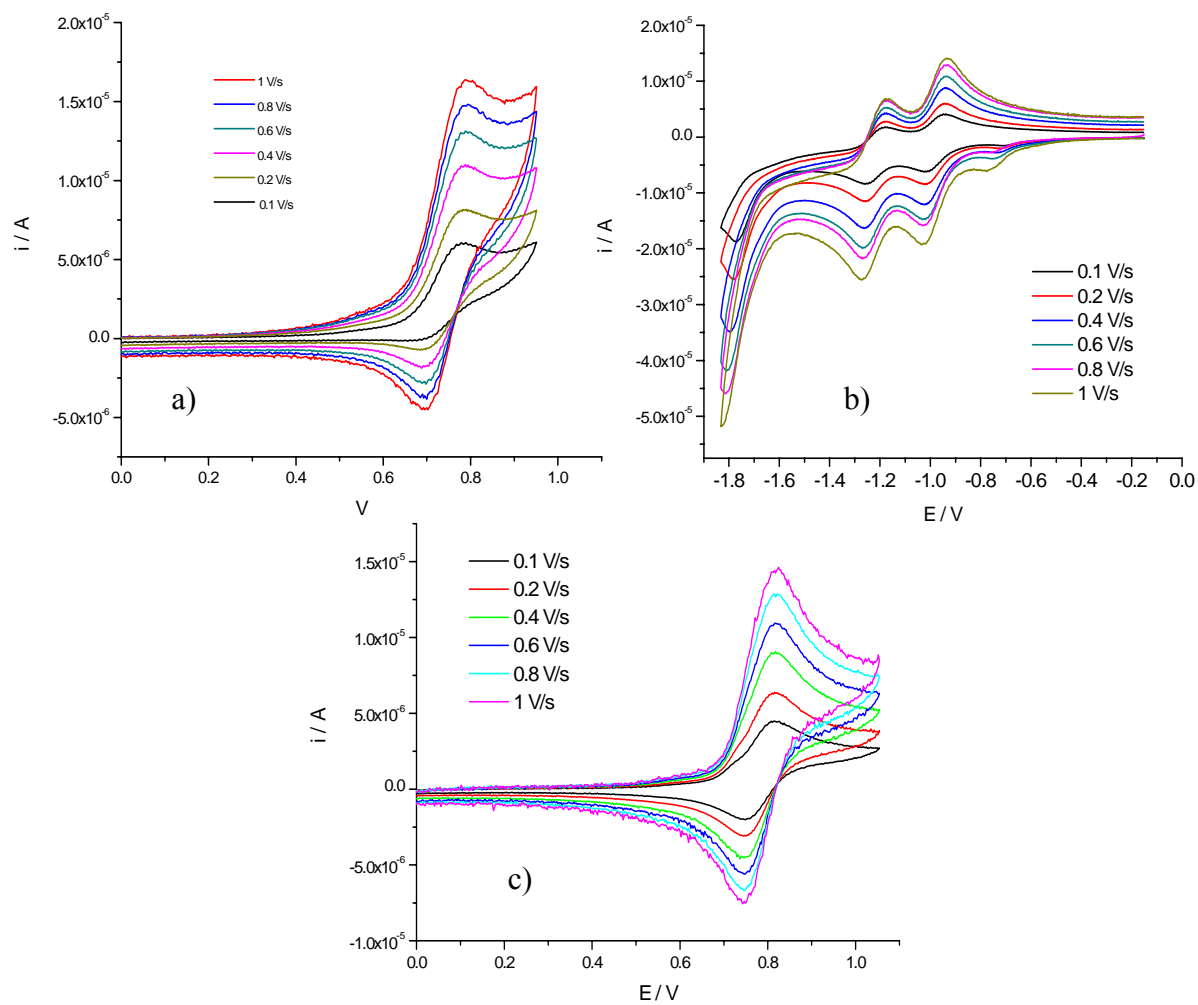 2.0x10⁻⁵
1.5x10⁻⁵
1.0x10⁻⁵
5.0x10⁻⁶
0.0
-5.0x10⁻⁶
i / A
1 V/s
0.8 V/s
0.6 V/s
0.4 V/s
0.2 V/s
0.1 V/s
a)
0.0 0.2 0.4 0.6 0.8 1.0
V
2.0x10⁻⁵
1.0x10⁻⁵
0.0
-1.0x10⁻⁵
-2.0x10⁻⁵
-3.0x10⁻⁵
-4.0x10⁻⁵
-5.0x10⁻⁵
i / A
0.1 V/s
0.2 V/s
0.4 V/s
0.6 V/s
0.8 V/s
1 V/s
b)
-1.8 -1.6 -1.4 -1.2 -1.0 -0.8 -0.6 -0.4 -0.2 0.0
E / V
1.5x10⁻⁵
1.0x10⁻⁵
5.0x10⁻⁶
0.0
-5.0x10⁻⁶
-1.0x10⁻⁵
i / A
0.1 V/s
0.2 V/s
0.4 V/s
0.6 V/s
0.8 V/s
1 V/s
c)
0.0 0.2 0.4 0.6 0.8 1.0
E / V